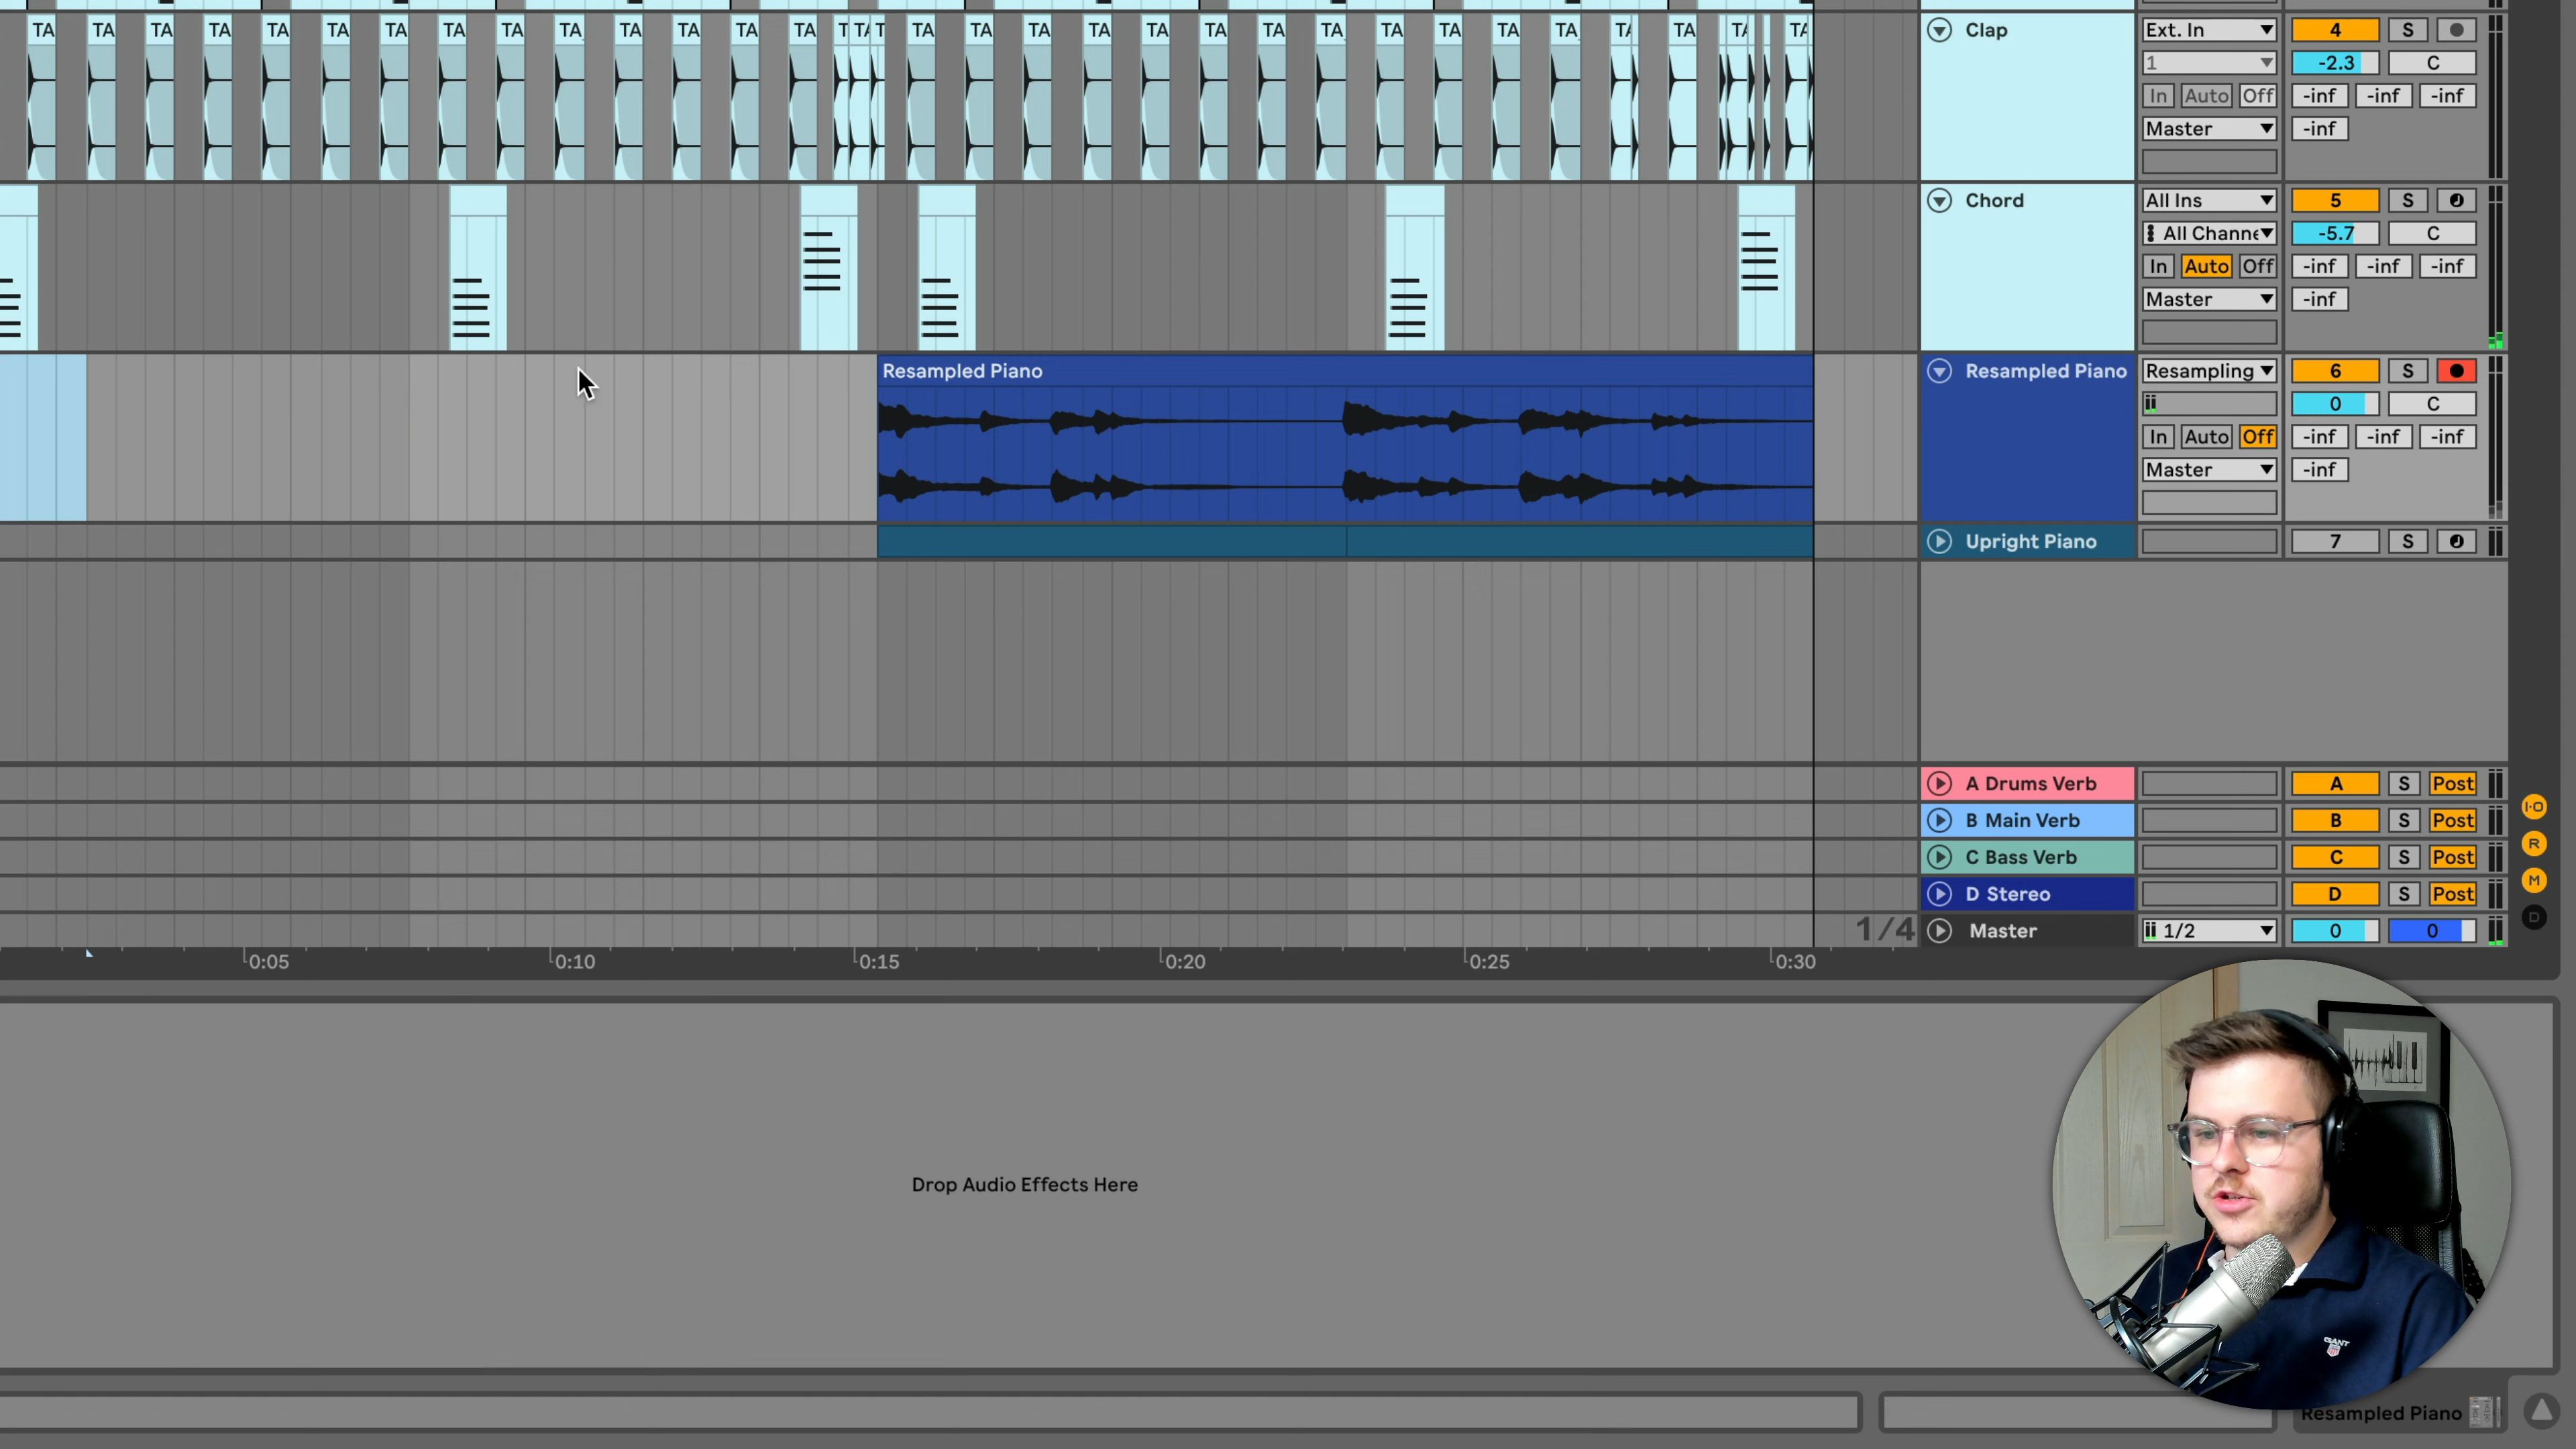 TA TA TA TA TA TA TA TA TA TA TA TA TA TA T TA T TA TA TA TA TA TA TA TA TA TA TA TA TA TA TA TA
Clap Ext. In 4 S
1 -2.3 C
In Auto Off -inf -inf -inf
Master -inf
Chord All Ins 5 S
All Channe -5.7 C
In Auto Off -inf -inf -inf
Master -inf
Resampled Piano Resampled Piano Resampling 6 S
0 C
In Auto Off -inf -inf -inf
Master -inf
Upright Piano 7 S
A Drums Verb A S Post
B Main Verb B S Post
I·O
C Bass Verb C S Post
R
D Stereo D S Post
M
1/4 Master 1/2 0 0
D
0:05 0:10 0:15 0:20 0:25 0:30
Drop Audio Effects Here
GANT
Resampled Piano